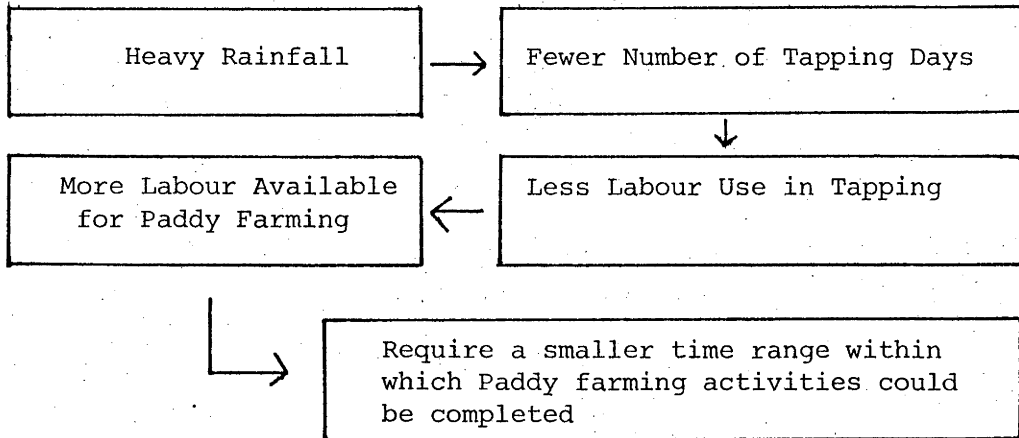 Heavy Rainfall
Fewer Number of Tapping Days
Less Labour Use in Tapping
More Labour Available
for Paddy Farming
Require a smaller time range within
which Paddy farming activities could
be completed